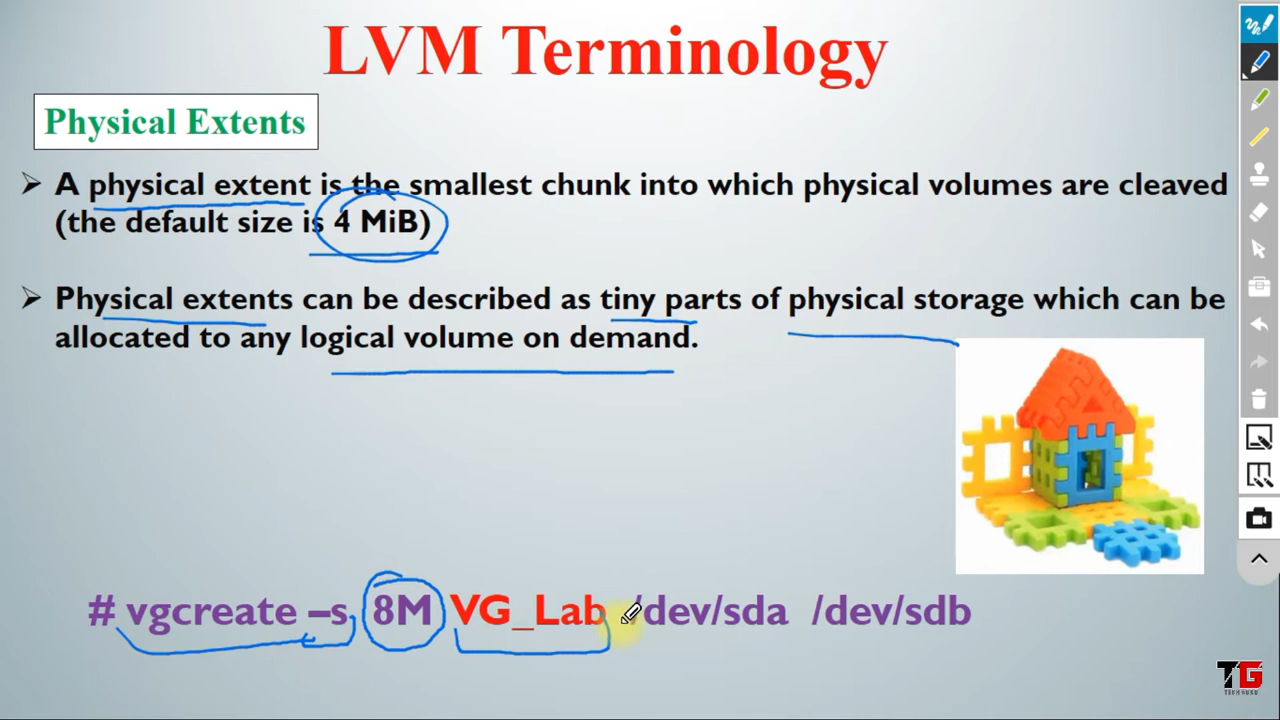 LVM Terminology
Physical Extents
➢ A physical extent is the smallest chunk into which physical volumes are cleaved
(the default size is 4 MiB)
➢ Physical extents can be described as tiny parts of physical storage which can be
allocated to any logical volume on demand.
# vgcreate –s 8M VG_Lab /dev/sda /dev/sdb
TG
TECH GURU